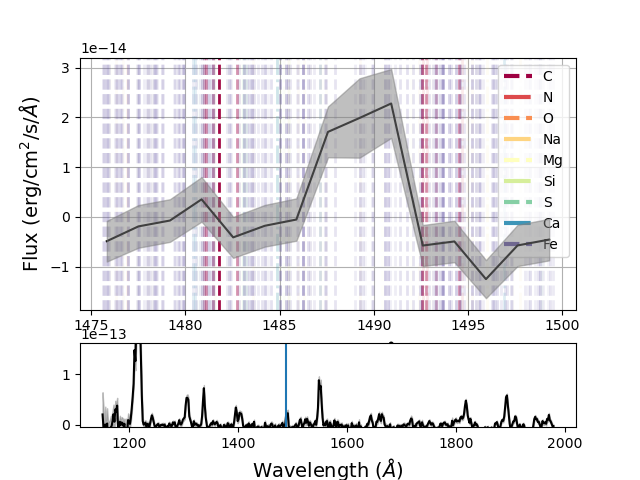 1e−14
3
2
1
0
−1
Flux (erg/cm²/s/Å)
C
N
O
Na
Mg
Si
S
Ca
Fe
1475 1480 1485 1490 1495 1500
1e−13
1
0
1200 1400 1600 1800 2000
Wavelength (Å)